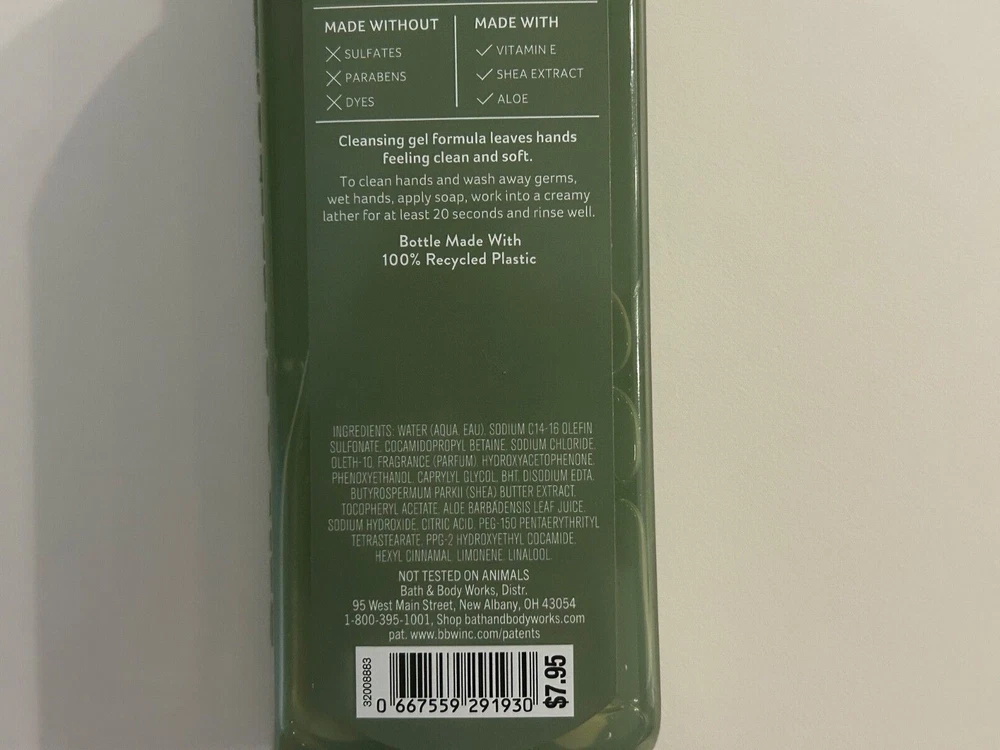 MADE WITHOUT
SULFATES
PARABENS
DYES
MADE WITH
VITAMIN E
SHEA EXTRACT
ALOE
Cleansing gel formula leaves hands
feeling clean and soft.
To clean hands and wash away germs,
wet hands, apply soap, work into a creamy
lather for at least 20 seconds and rinse well.
Bottle Made With
100% Recycled Plastic
INGREDIENTS: WATER (AQUA, EAU), SODIUM C14-16 OLEFIN
SULFONATE, COCAMIDOPROPYL BETAINE, SODIUM CHLORIDE,
OLETH-10, FRAGRANCE (PARFUM), HYDROXYACETOPHENONE,
PHENOXYETHANOL, CAPRYLYL GLYCOL, BHT, DISODIUM EDTA,
BUTYROSPERMUM PARKII (SHEA) BUTTER EXTRACT,
TOCOPHERYL ACETATE, ALOE BARBADENSIS LEAF JUICE,
SODIUM HYDROXIDE, CITRIC ACID, PEG-150 PENTAERYTHRITYL
TETRASTEARATE, PPG-2 HYDROXYETHYL COCAMIDE,
HEXYL CINNAMAL, LIMONENE, LINALOOL.
NOT TESTED ON ANIMALS
Bath & Body Works, Distr.
95 West Main Street, New Albany, OH 43054
1-800-395-1001, Shop bathandbodyworks.com
pat. www.bbwinc.com/patents
32008883
0 667559 291930
$7.95